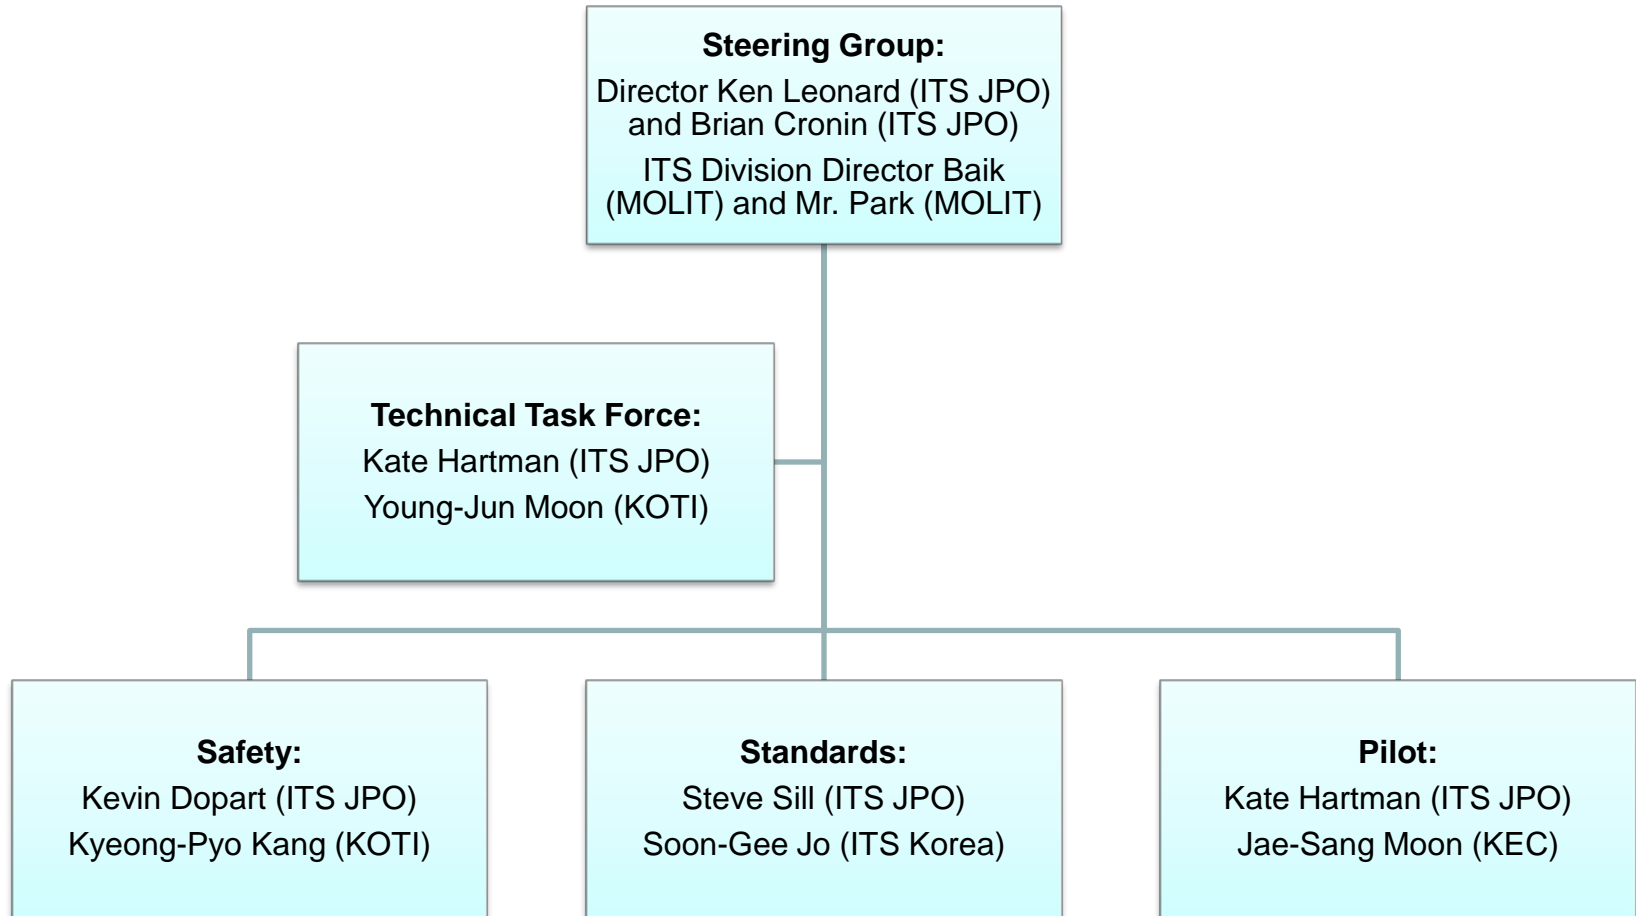 Steering Group:
Director Ken Leonard (ITS JPO)
and Brian Cronin (ITS JPO)
ITS Division Director Baik
(MOLIT) and Mr. Park (MOLIT)
Technical Task Force:
Kate Hartman (ITS JPO)
Young-Jun Moon (KOTI)
Safety:
Kevin Dopart (ITS JPO)
Kyeong-Pyo Kang (KOTI)
Standards:
Steve Sill (ITS JPO)
Soon-Gee Jo (ITS Korea)
Pilot:
Kate Hartman (ITS JPO)
Jae-Sang Moon (KEC)